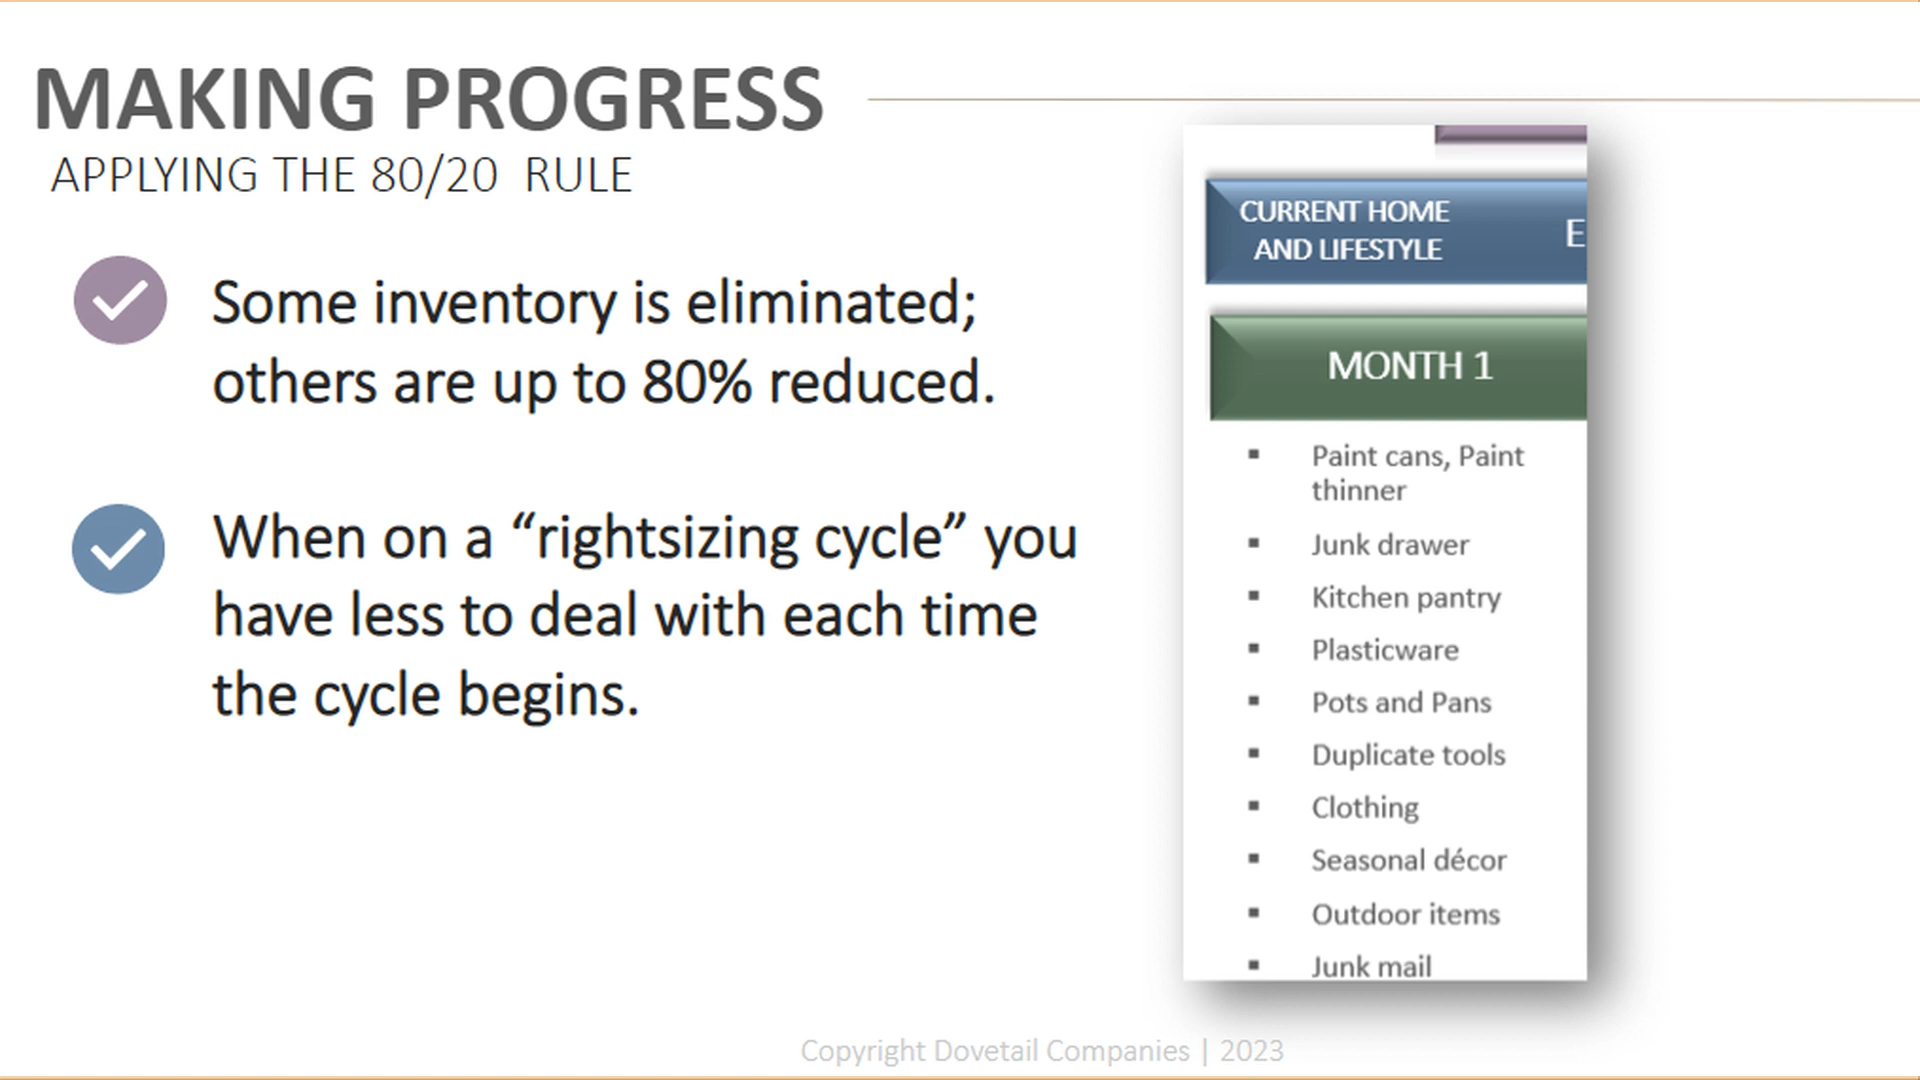 MAKING PROGRESS
APPLYING THE 80/20 RULE
Some inventory is eliminated;
others are up to 80% reduced.
When on a “rightsizing cycle” you
have less to deal with each time
the cycle begins.
CURRENT HOME
AND LIFESTYLE
E
MONTH 1
▪ Paint cans, Paint
thinner
▪ Junk drawer
▪ Kitchen pantry
▪ Plasticware
▪ Pots and Pans
▪ Duplicate tools
▪ Clothing
▪ Seasonal décor
▪ Outdoor items
▪ Junk mail
Copyright Dovetail Companies | 2023